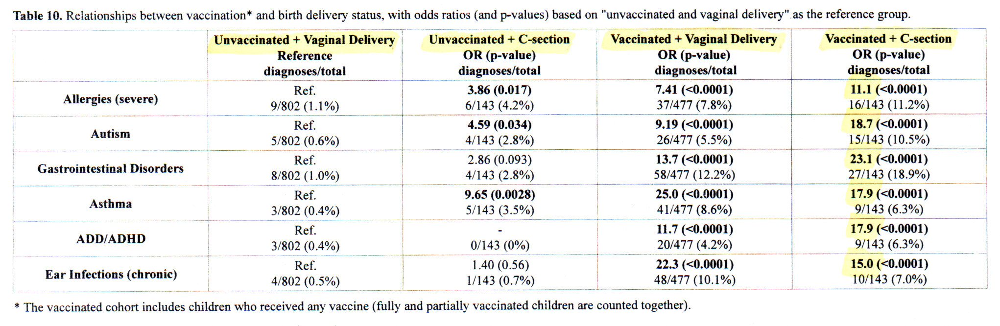 Table 10. Relationships between vaccination* and birth delivery status, with odds ratios (and p-values) based on "unvaccinated and vaginal delivery" as the reference group.
Unvaccinated + Vaginal Delivery
Reference
diagnoses/total
Unvaccinated + C-section
OR (p-value)
diagnoses/total
Vaccinated + Vaginal Delivery
OR (p-value)
diagnoses/total
Vaccinated + C-section
OR (p-value)
diagnoses/total
Allergies (severe)
Ref.
9/802 (1.1%)
3.86 (0.017)
6/143 (4.2%)
7.41 (<0.0001)
37/477 (7.8%)
11.1 (<0.0001)
16/143 (11.2%)
Autism
Ref.
5/802 (0.6%)
4.59 (0.034)
4/143 (2.8%)
9.19 (<0.0001)
26/477 (5.5%)
18.7 (<0.0001)
15/143 (10.5%)
Gastrointestinal Disorders
Ref.
8/802 (1.0%)
2.86 (0.093)
4/143 (2.8%)
13.7 (<0.0001)
58/477 (12.2%)
23.1 (<0.0001)
27/143 (18.9%)
Asthma
Ref.
3/802 (0.4%)
9.65 (0.0028)
5/143 (3.5%)
25.0 (<0.0001)
41/477 (8.6%)
17.9 (<0.0001)
9/143 (6.3%)
ADD/ADHD
Ref.
3/802 (0.4%)
-
0/143 (0%)
11.7 (<0.0001)
20/477 (4.2%)
17.9 (<0.0001)
9/143 (6.3%)
Ear Infections (chronic)
Ref.
4/802 (0.5%)
1.40 (0.56)
1/143 (0.7%)
22.3 (<0.0001)
48/477 (10.1%)
15.0 (<0.0001)
10/143 (7.0%)
* The vaccinated cohort includes children who received any vaccine (fully and partially vaccinated children are counted together).